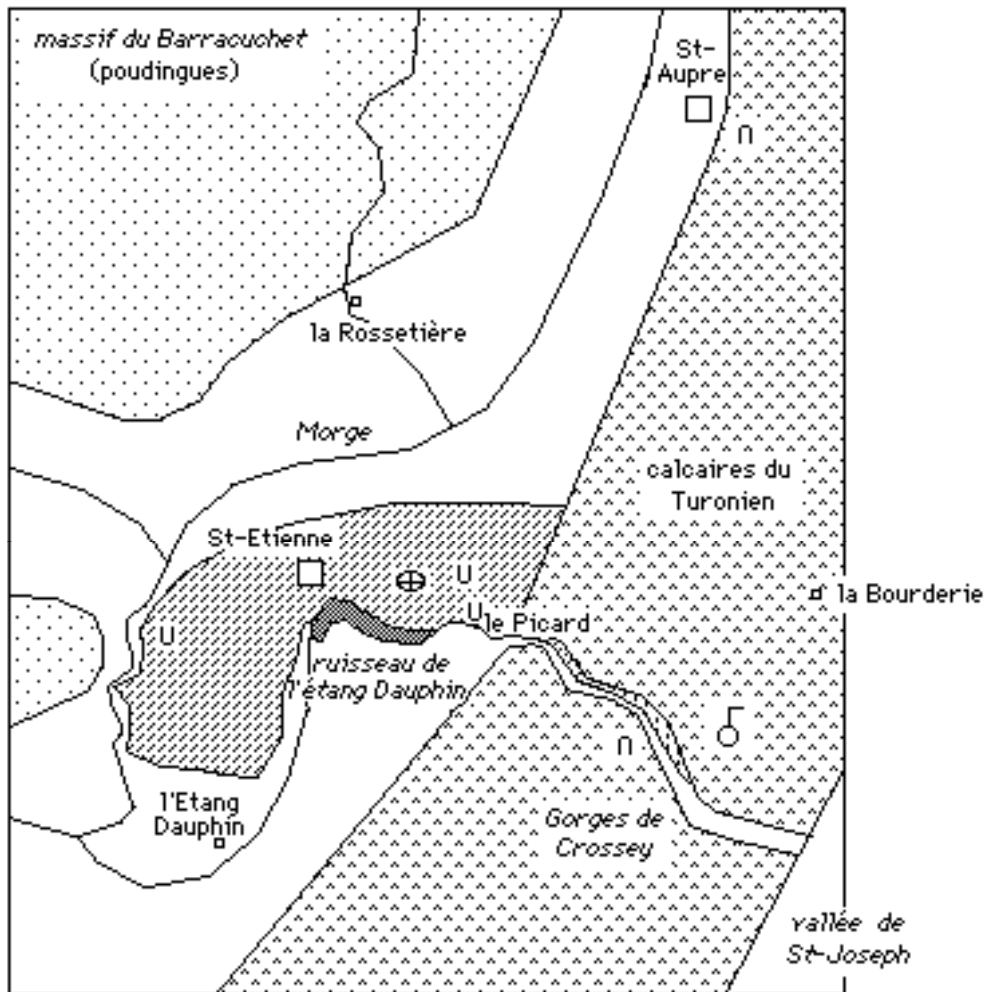 massif du Barracuchet
(poudingues)
St-
Aupre
la Rossetière
Morge
calcaires du
Turonien
St-Etienne
la Bourderie
le Picard
ruisseau de
l'étang Dauphin
l'Etang
Dauphin
Gorges de
Crossey
vallée de
St-Joseph